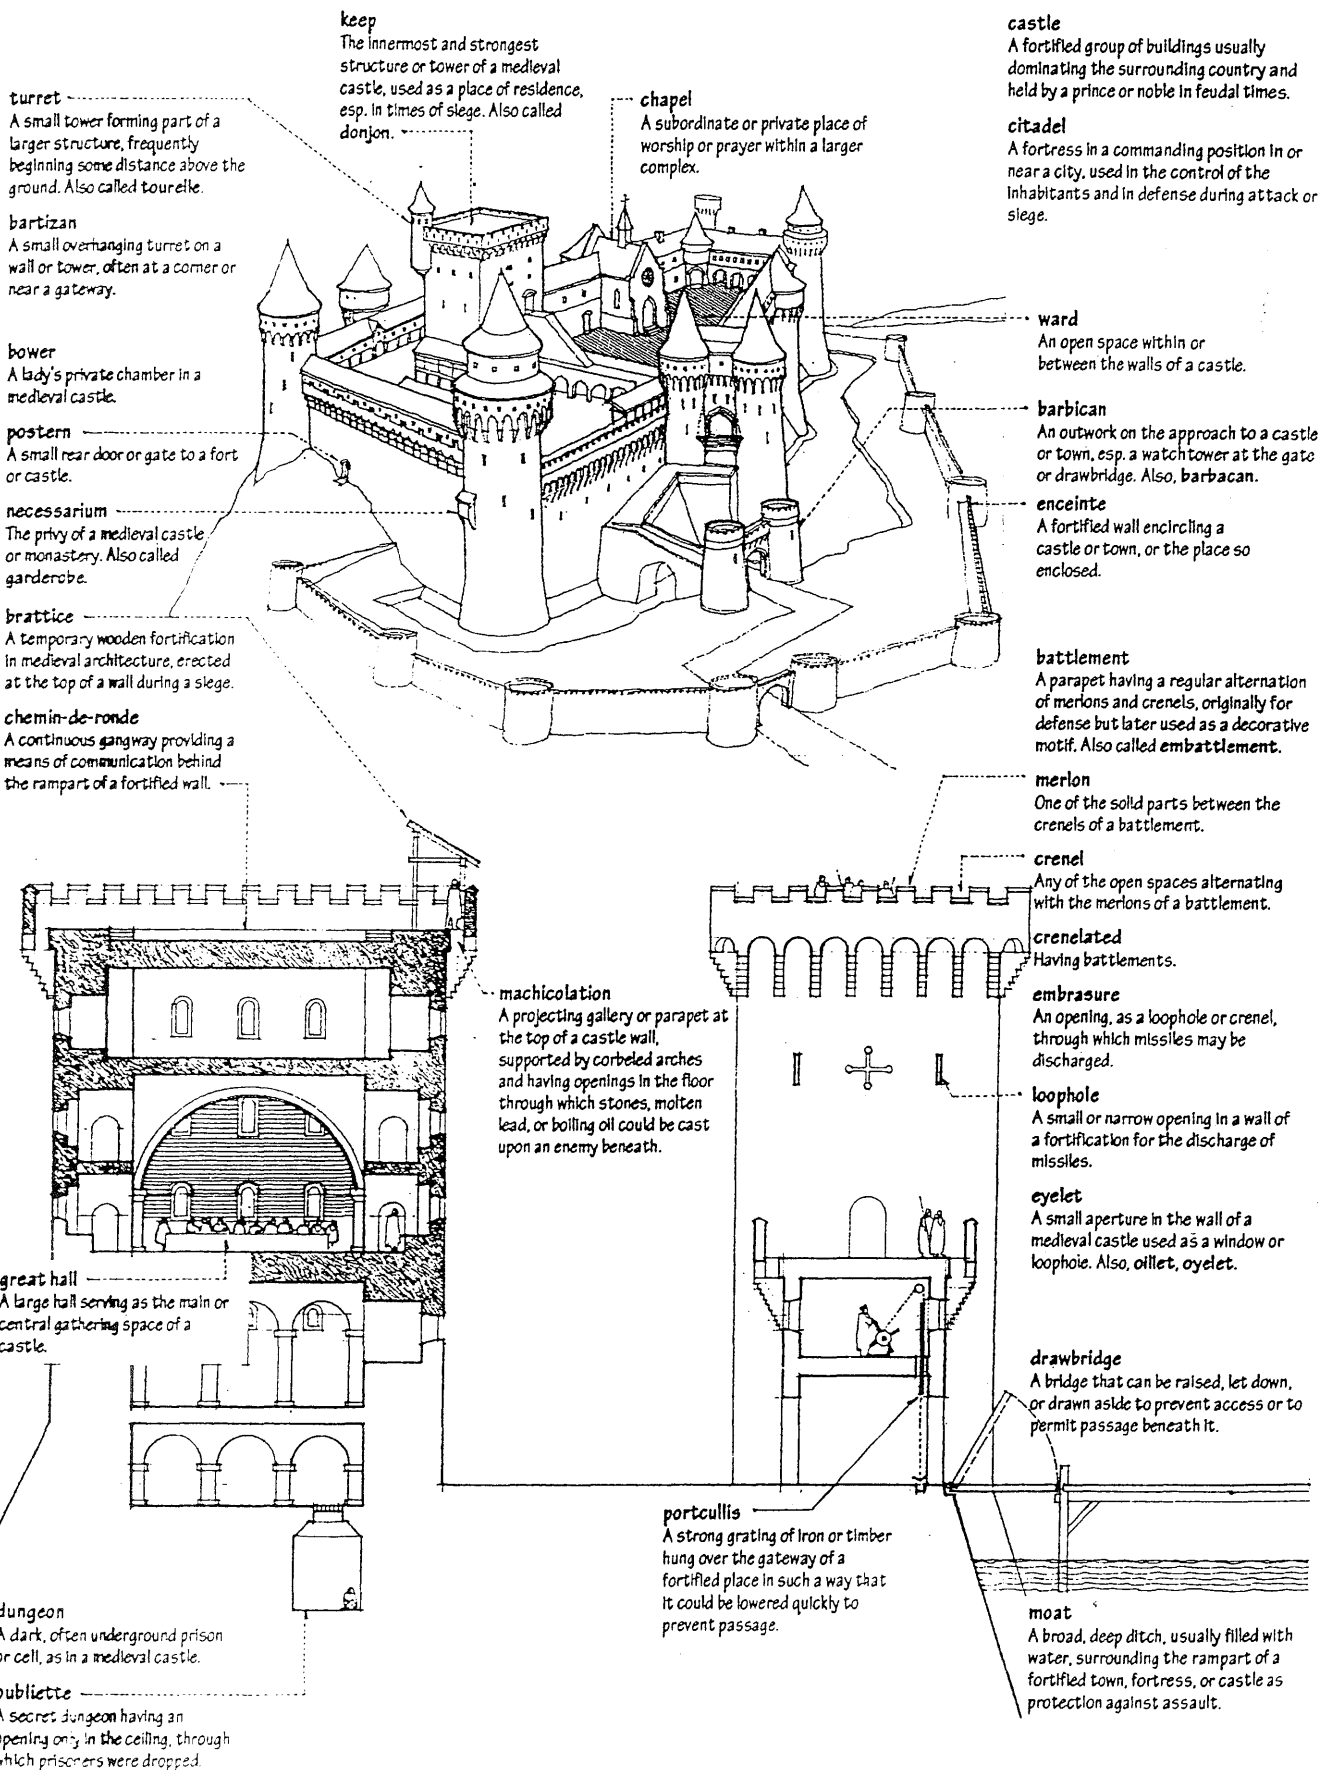 keep
The innermost and strongest
structure or tower of a medieval
castle, used as a place of residence,
esp. in times of siege. Also called
donjon.
turret
A small tower forming part of a
larger structure, frequently
beginning some distance above the
ground. Also called tourelle.
bartizan
A small overhanging turret on a
wall or tower, often at a corner or
near a gateway.
bower
A lady's private chamber in a
medieval castle.
postern
A small rear door or gate to a fort
or castle.
necessarium
The privy of a medieval castle
or monastery. Also called
garderobe.
brattice
A temporary wooden fortification
in medieval architecture, erected
at the top of a wall during a siege.
chemin-de-ronde
A continuous gangway providing a
means of communication behind
the rampart of a fortified wall.
chapel
A subordinate or private place of
worship or prayer within a larger
complex.
castle
A fortified group of buildings usually
dominating the surrounding country and
held by a prince or noble in feudal times.
citadel
A fortress in a commanding position in or
near a city, used in the control of the
inhabitants and in defense during attack or
siege.
ward
An open space within or
between the walls of a castle.
barbican
An outwork on the approach to a castle
or town, esp. a watchtower at the gate
or drawbridge. Also, barbacan.
enceinte
A fortified wall encircling a
castle or town, or the place so
enclosed.
battlement
A parapet having a regular alternation
of merlons and crenels, originally for
defense but later used as a decorative
motif. Also called embattlement.
merlon
One of the solid parts between the
crenels of a battlement.
crenel
Any of the open spaces alternating
with the merlons of a battlement.
crenelated
Having battlements.
embrasure
An opening, as a loophole or crenel,
through which missiles may be
discharged.
loophole
A small or narrow opening in a wall of
a fortification for the discharge of
missiles.
eyelet
A small aperture in the wall of a
medieval castle used as a window or
loophole. Also, oillet, oyelet.
machicolation
A projecting gallery or parapet at
the top of a castle wall,
supported by corbeled arches
and having openings in the floor
through which stones, molten
lead, or boiling oil could be cast
upon an enemy beneath.
great hall
A large hall serving as the main or
central gathering space of a
castle.
drawbridge
A bridge that can be raised, let down,
or drawn aside to prevent access or to
permit passage beneath it.
portcullis
A strong grating of iron or timber
hung over the gateway of a
fortified place in such a way that
it could be lowered quickly to
prevent passage.
moat
A broad, deep ditch, usually filled with
water, surrounding the rampart of a
fortified town, fortress, or castle as
protection against assault.
dungeon
A dark, often underground prison
or cell, as in a medieval castle.
oubliette
A secret dungeon having an
opening only in the ceiling, through
which prisoners were dropped.